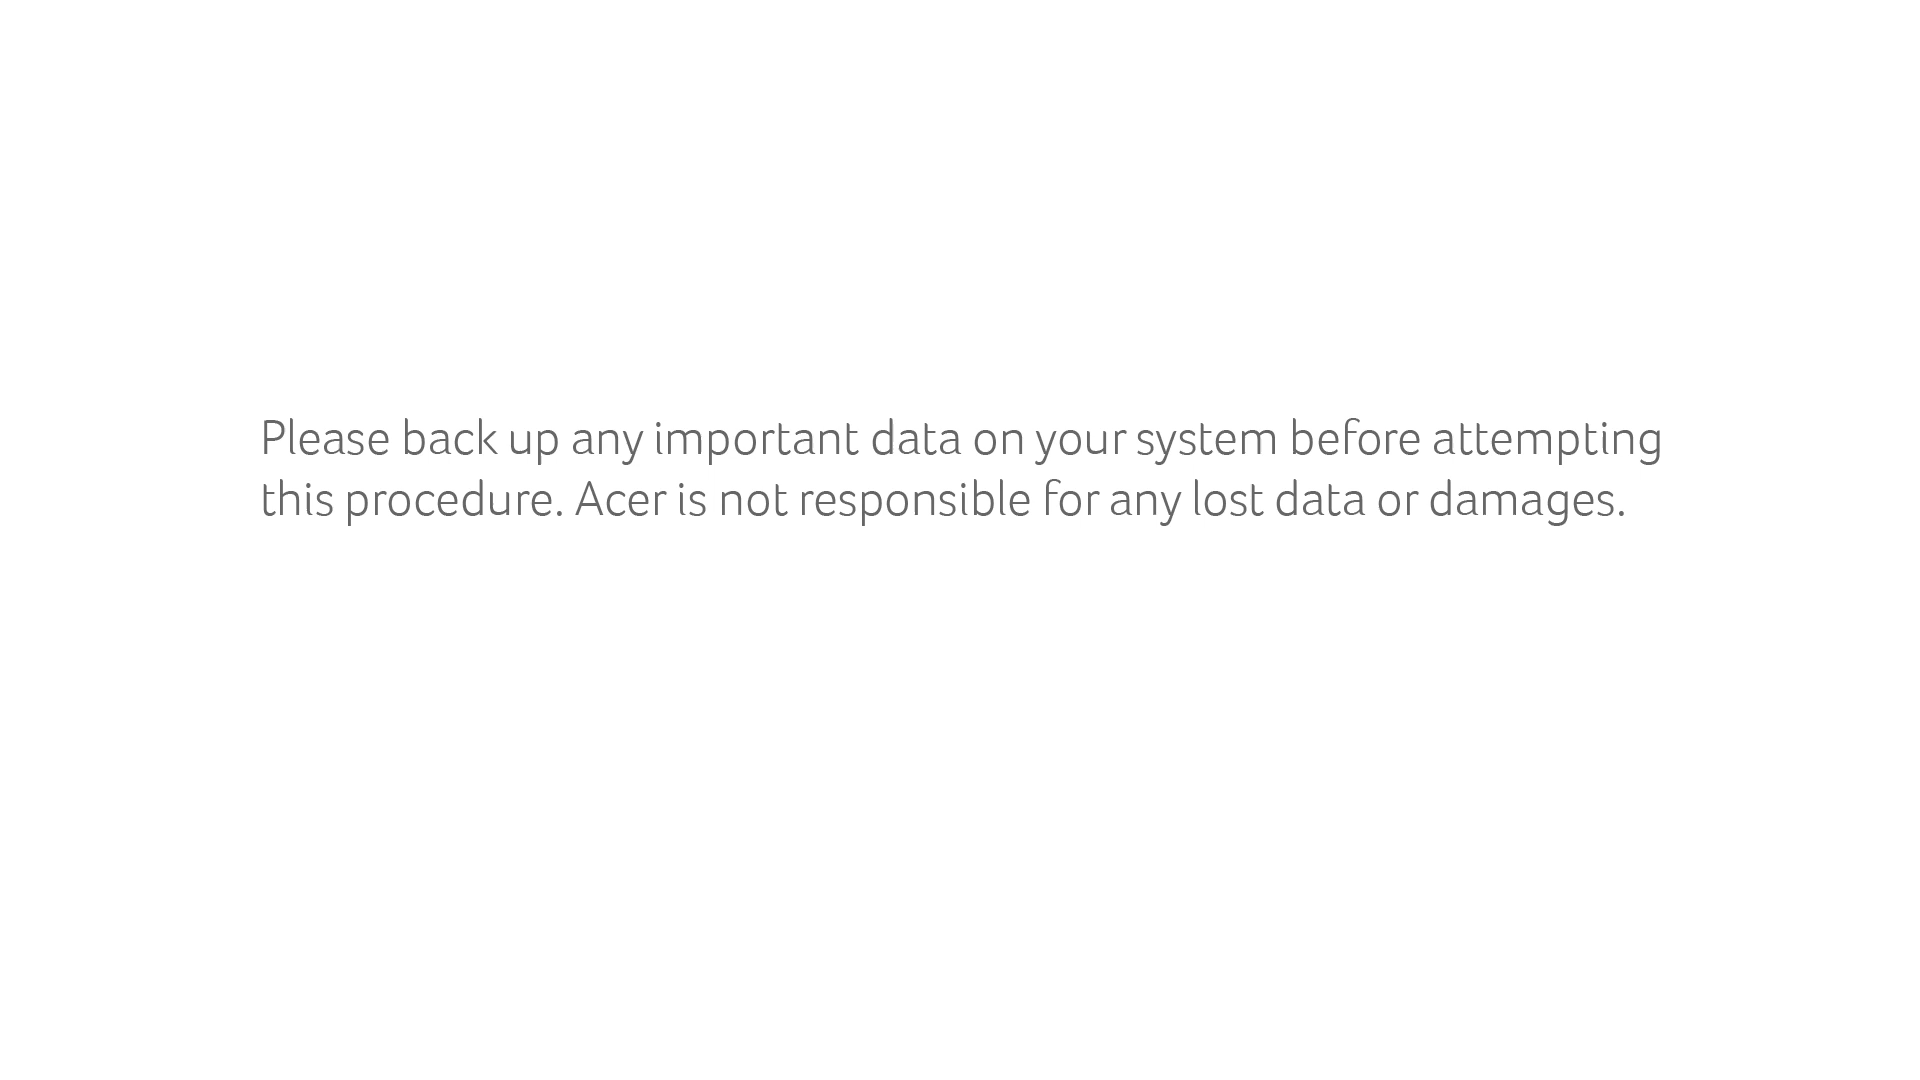 Please back up any important data on your system before attempting
this procedure. Acer is not responsible for any lost data or damages.